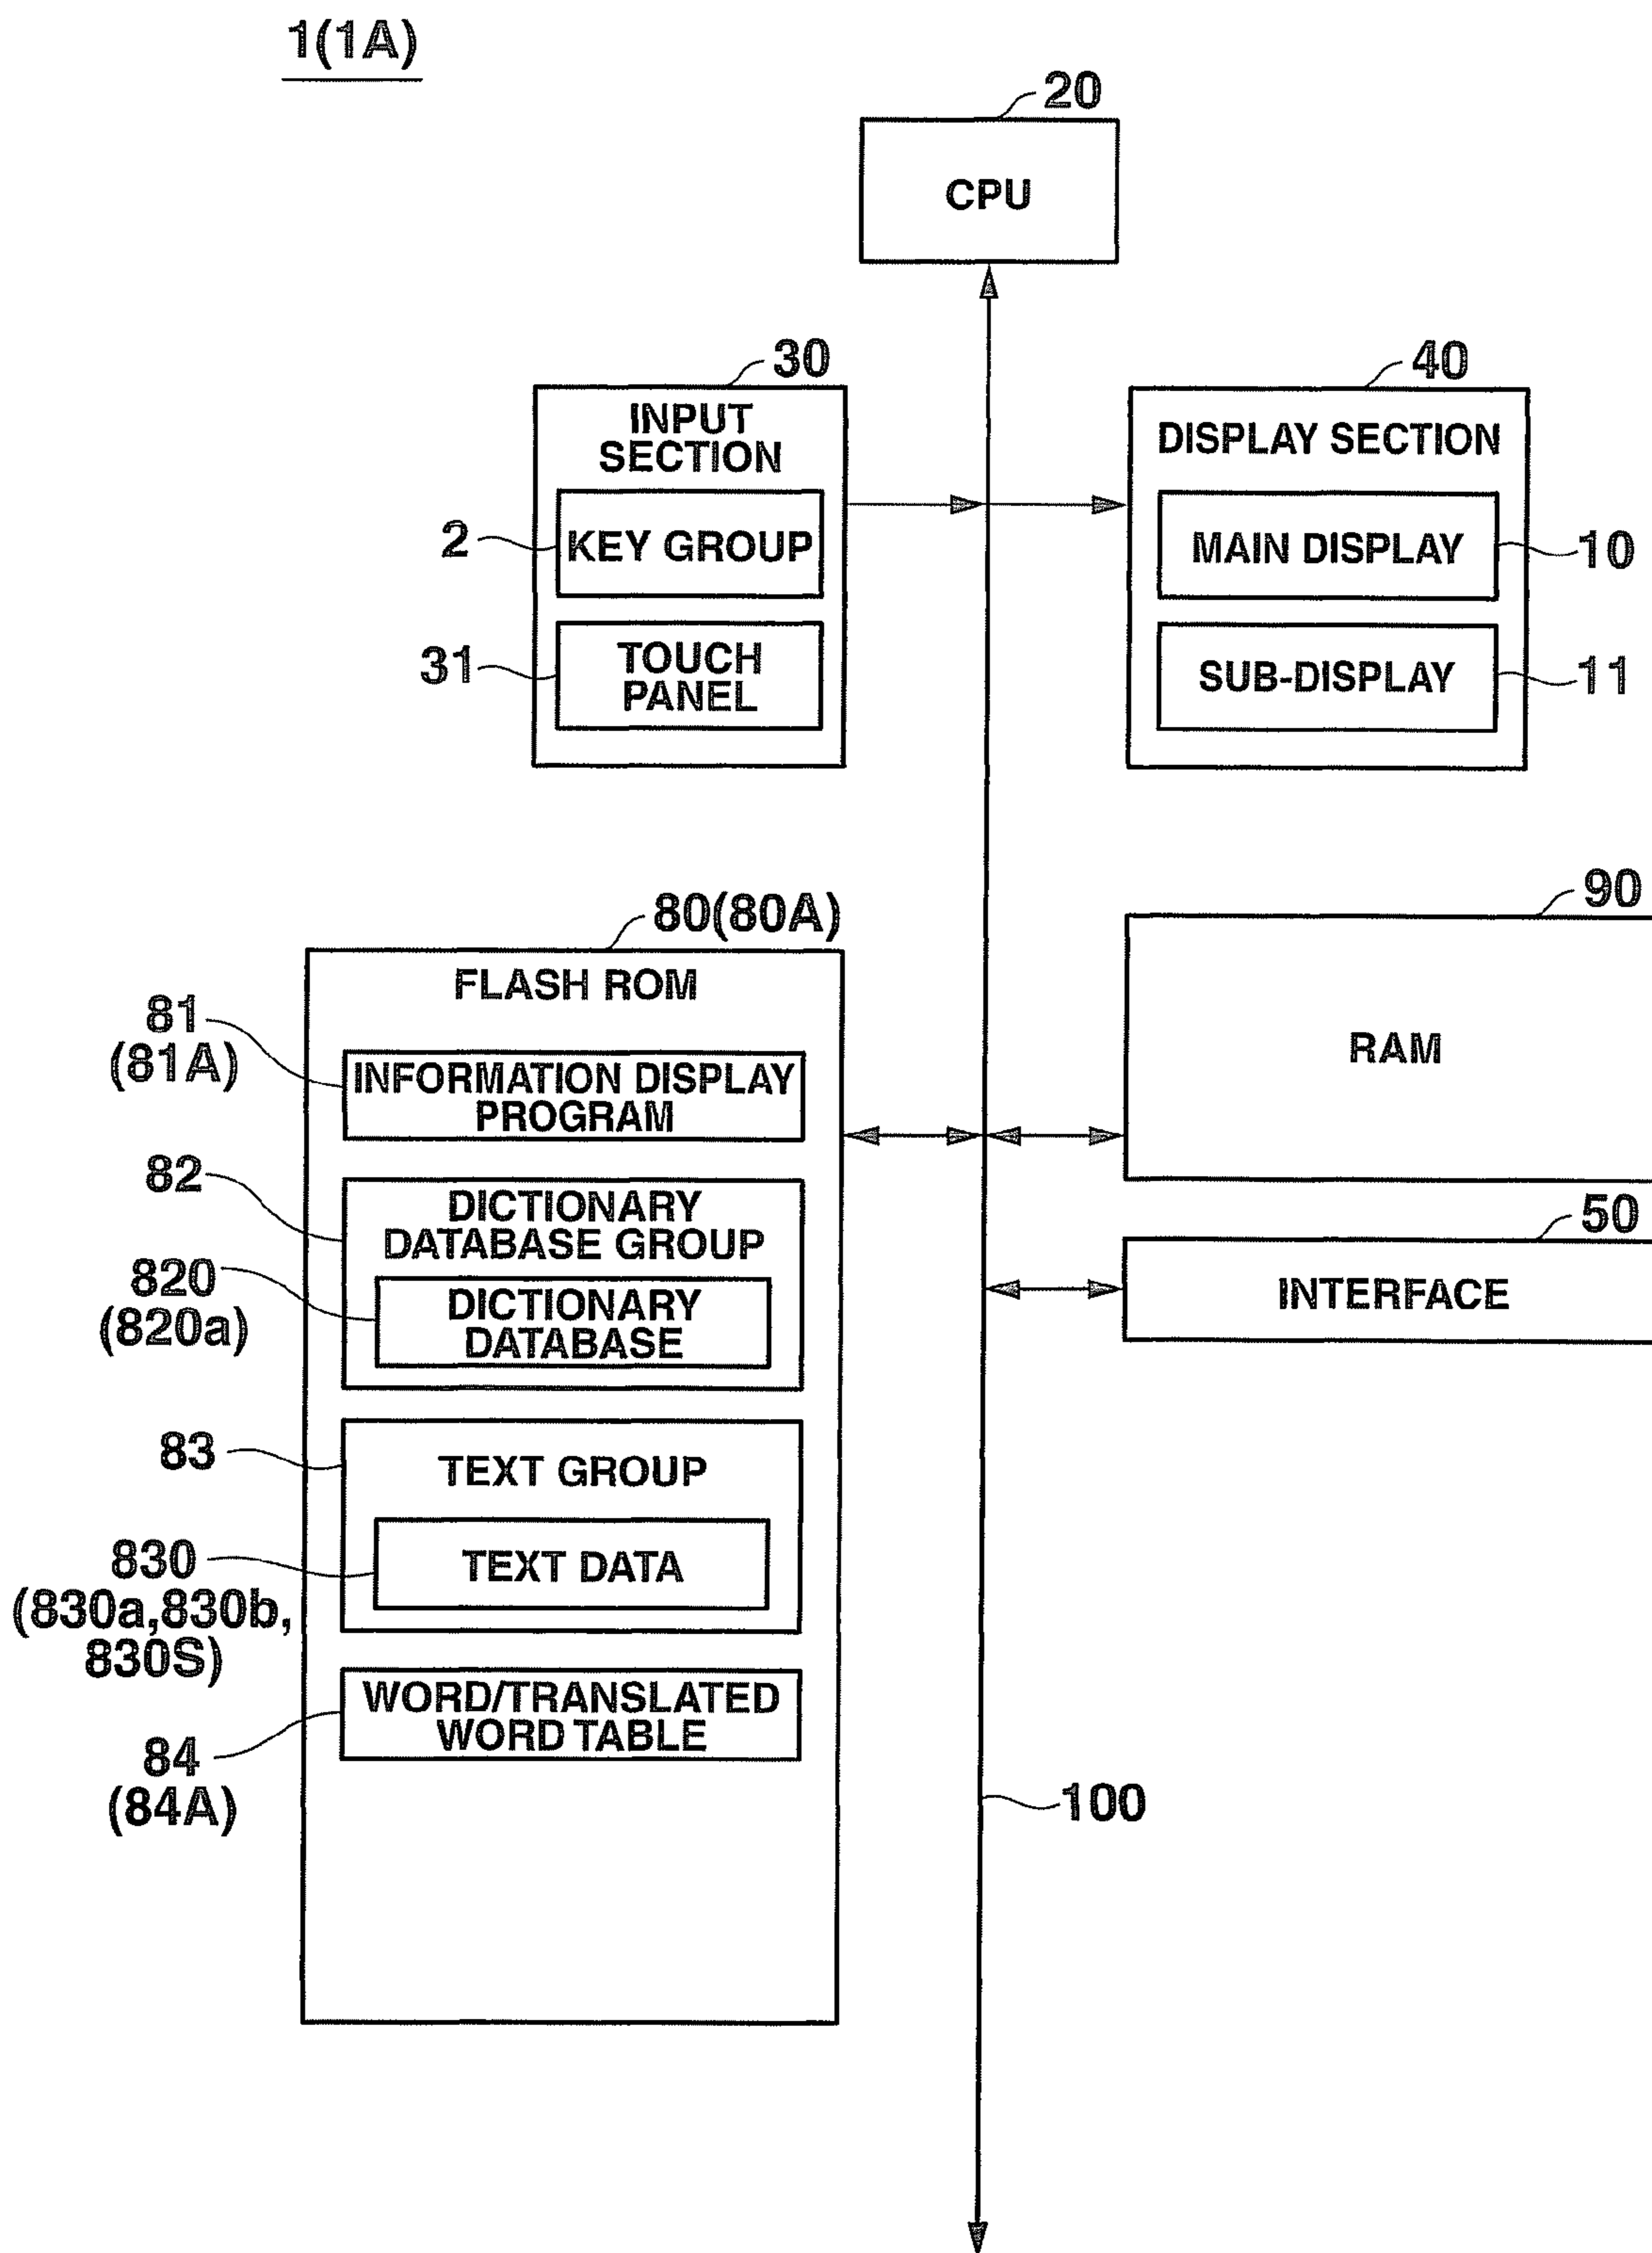 1(1A)
20
CPU
30
INPUT
SECTION
2
KEY GROUP
31
TOUCH
PANEL
40
DISPLAY SECTION
MAIN DISPLAY
10
SUB-DISPLAY
11
80(80A)
FLASH ROM
81
(81A)
INFORMATION DISPLAY
PROGRAM
82
DICTIONARY
DATABASE GROUP
820
(820a)
DICTIONARY
DATABASE
83
TEXT GROUP
830
(830a,830b,
830S)
TEXT DATA
84
(84A)
WORD/TRANSLATED
WORD TABLE
90
RAM
50
INTERFACE
100